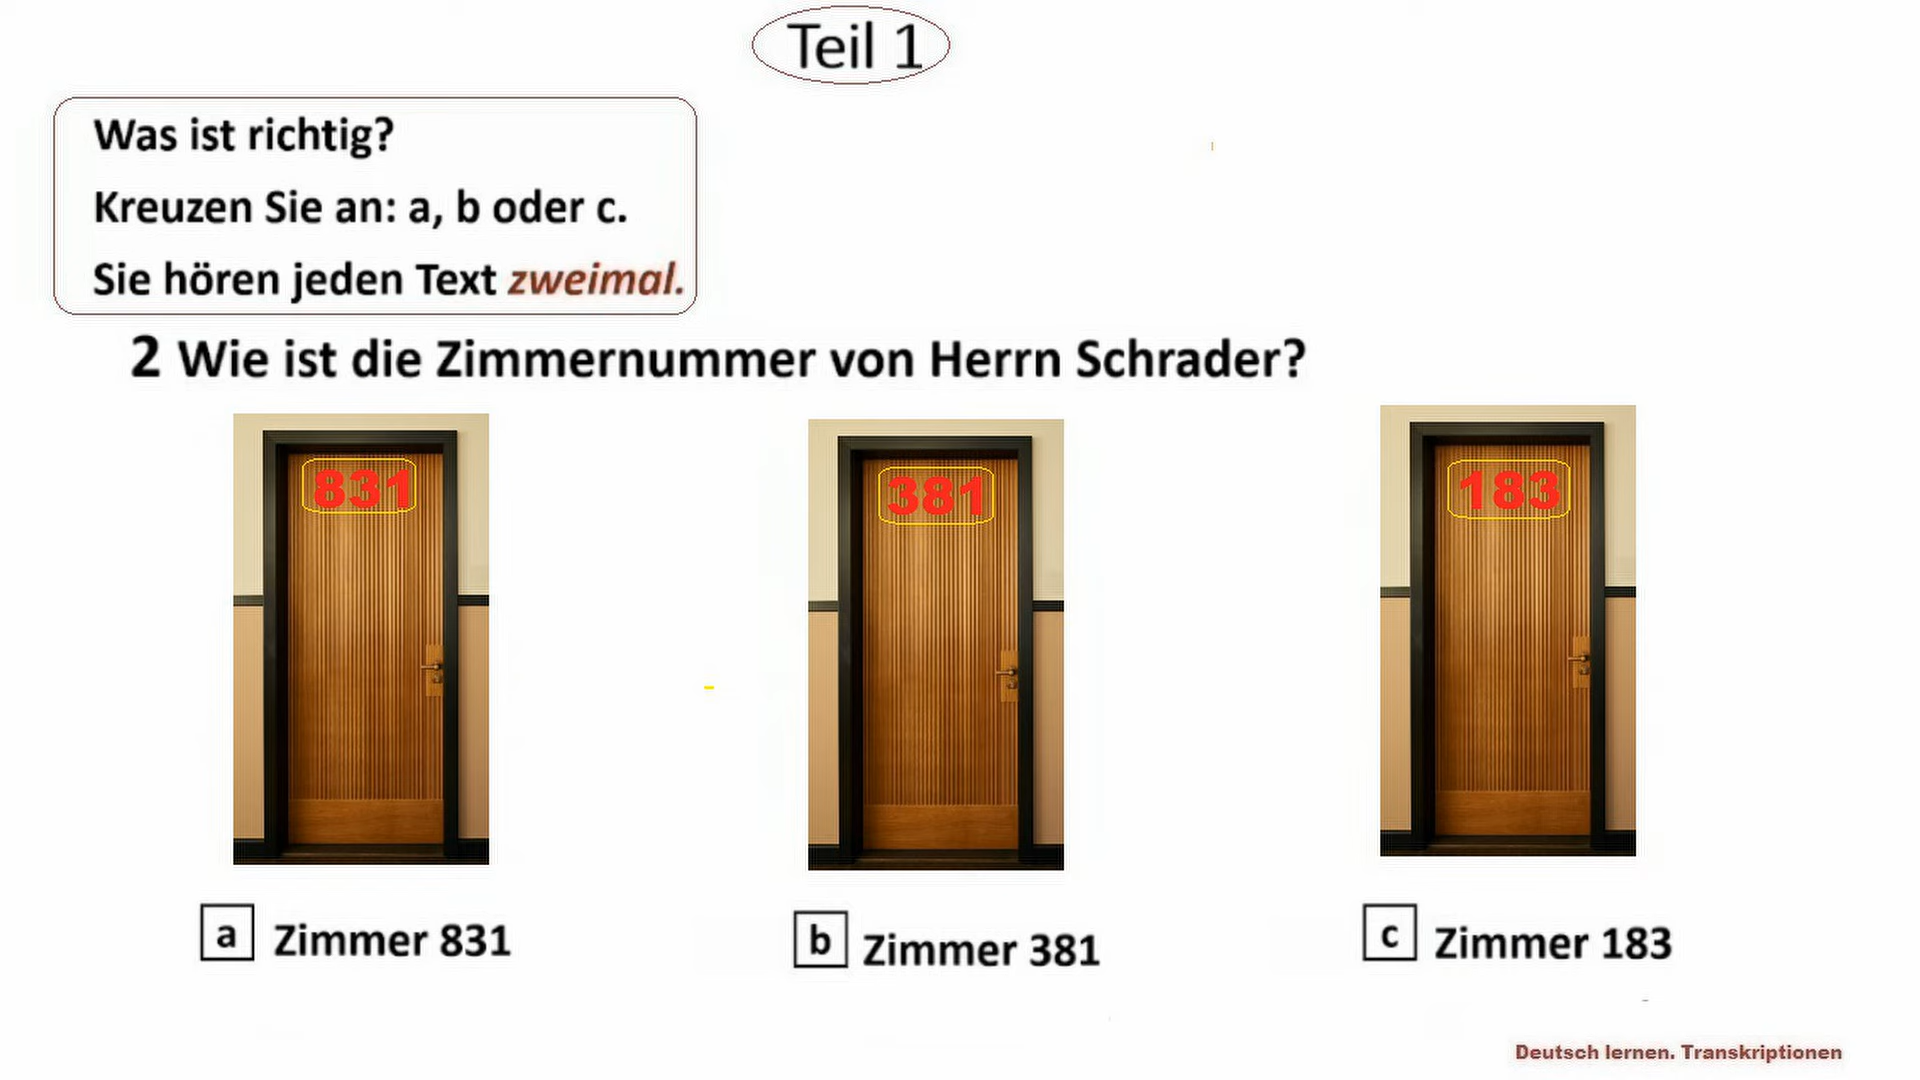 Teil 1
Was ist richtig?
Kreuzen Sie an: a, b oder c.
Sie hören jeden Text zweimal.
2 Wie ist die Zimmernummer von Herrn Schrader?
831
381
183
a Zimmer 831
b Zimmer 381
c Zimmer 183
Deutsch lernen. Transkriptionen